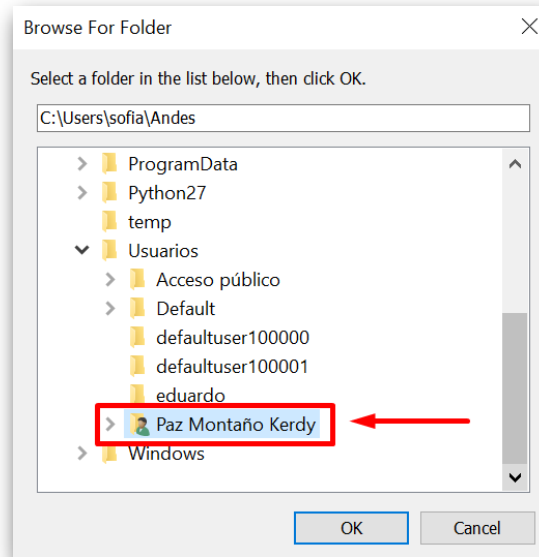 Browse For Folder
Select a folder in the list below, then click OK.
C:\Users\sofia\Andes
ProgramData
Python27
temp
Usuarios
Acceso público
Default
defaultuser100000
defaultuser100001
eduardo
Paz Montaño Kerdy
Windows
OK Cancel